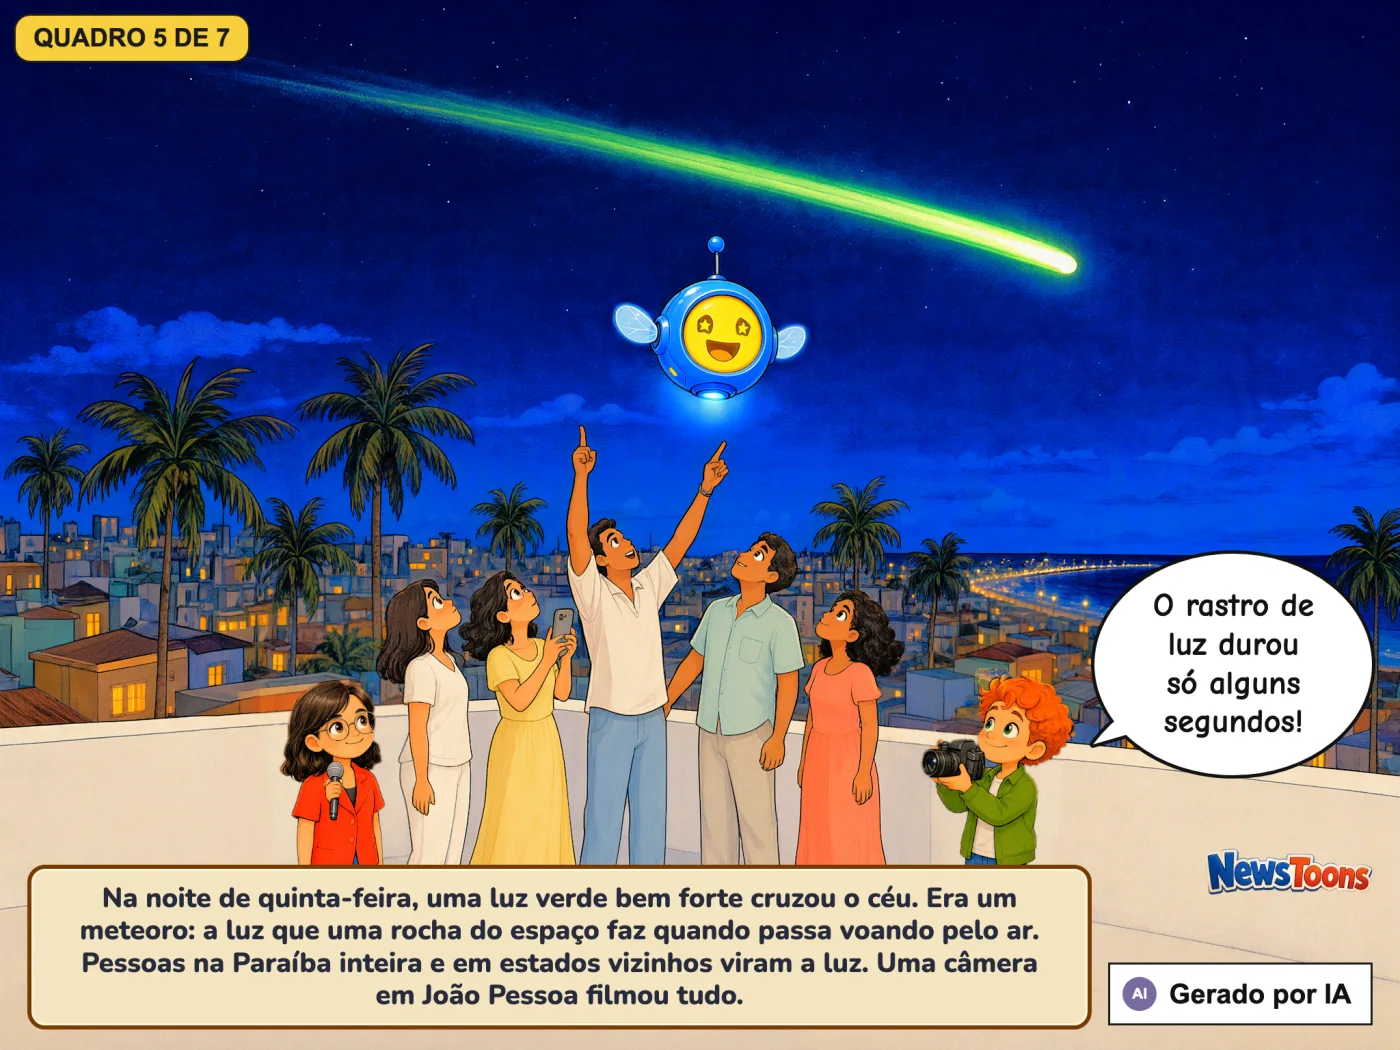 QUADRO 5 DE 7
O rastro de
luz durou
só alguns
segundos!
NewsToons
Na noite de quinta-feira, uma luz verde bem forte cruzou o céu. Era um
meteoro: a luz que uma rocha do espaço faz quando passa voando pelo ar.
Pessoas na Paraíba inteira e em estados vizinhos viram a luz. Uma câmera
em João Pessoa filmou tudo.
AI Gerado por IA